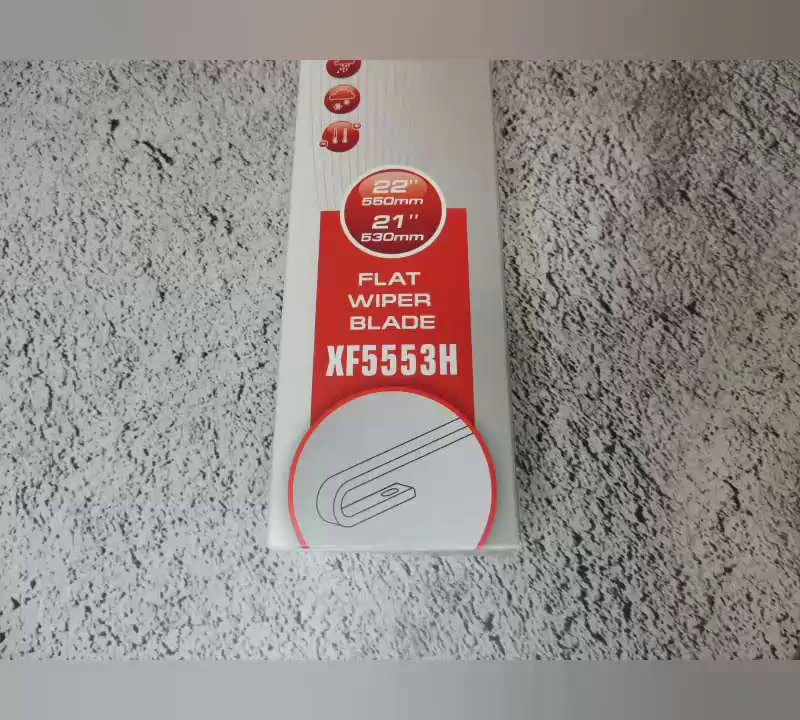 22"
550mm
21"
530mm
FLAT
WIPER
BLADE
XF5553H